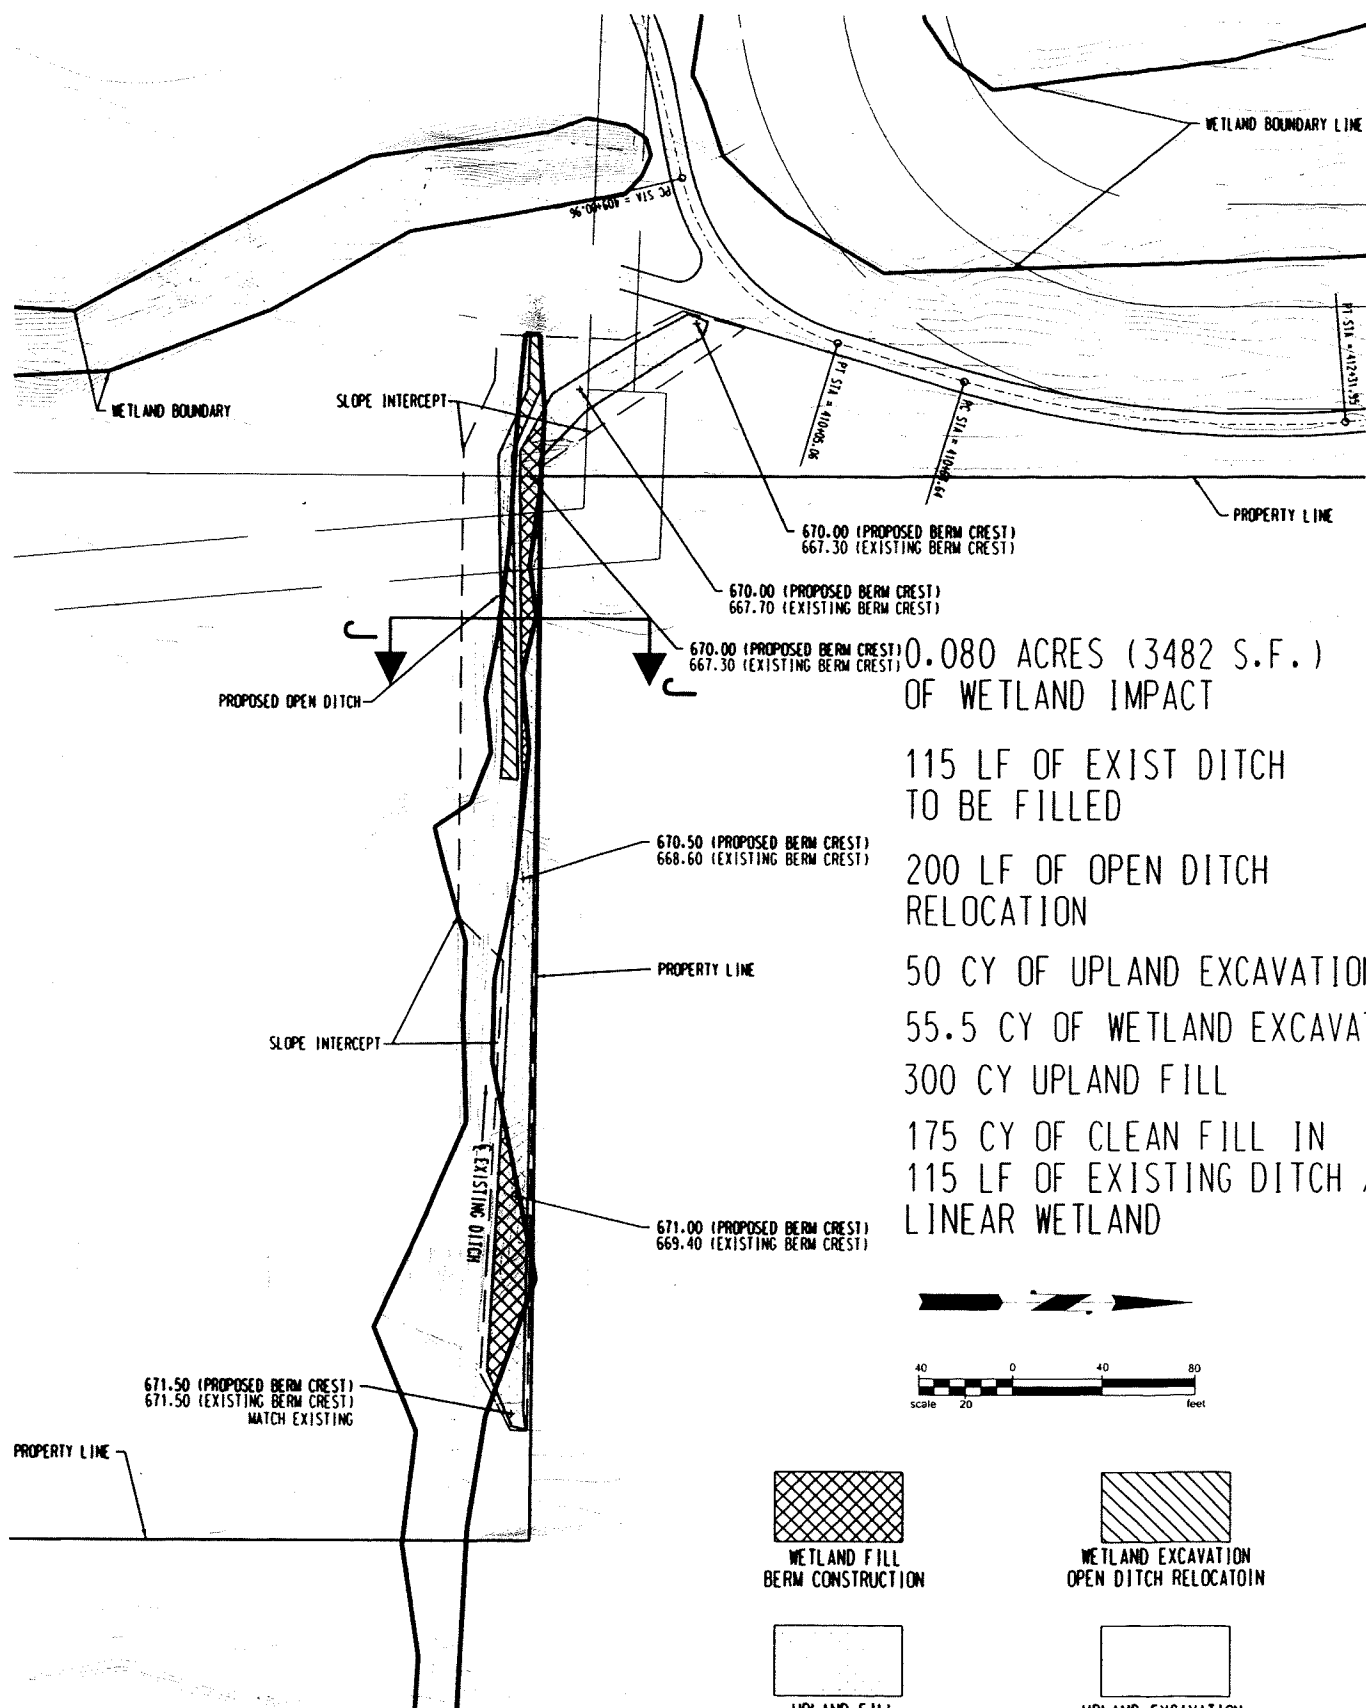 WETLAND BOUNDARY LINE
PC STA = 409+60.96
WETLAND BOUNDARY
SLOPE INTERCEPT
PT STA = 410+05.06
PC STA =
PT STA = 412+31.95
PROPERTY LINE
670.00 (PROPOSED BERM CREST)
667.30 (EXISTING BERM CREST)
670.00 (PROPOSED BERM CREST)
667.70 (EXISTING BERM CREST)
670.00 (PROPOSED BERM CREST)
667.30 (EXISTING BERM CREST)
J
J
PROPOSED OPEN DITCH
0.080 ACRES (3482 S.F.)
OF WETLAND IMPACT
115 LF OF EXIST DITCH
TO BE FILLED
200 LF OF OPEN DITCH
RELOCATION
50 CY OF UPLAND EXCAVATION
55.5 CY OF WETLAND EXCAVAT
300 CY UPLAND FILL
175 CY OF CLEAN FILL IN
115 LF OF EXISTING DITCH /
LINEAR WETLAND
670.50 (PROPOSED BERM CREST)
668.60 (EXISTING BERM CREST)
PROPERTY LINE
SLOPE INTERCEPT
℄ EXISTING DITCH
671.00 (PROPOSED BERM CREST)
669.40 (EXISTING BERM CREST)
671.50 (PROPOSED BERM CREST)
671.50 (EXISTING BERM CREST)
MATCH EXISTING
PROPERTY LINE
40 0 40 80
scale 20 feet
WETLAND FILL
BERM CONSTRUCTION
WETLAND EXCAVATION
OPEN DITCH RELOCATOIN
UPLAND FILL
UPLAND EXCAVATION